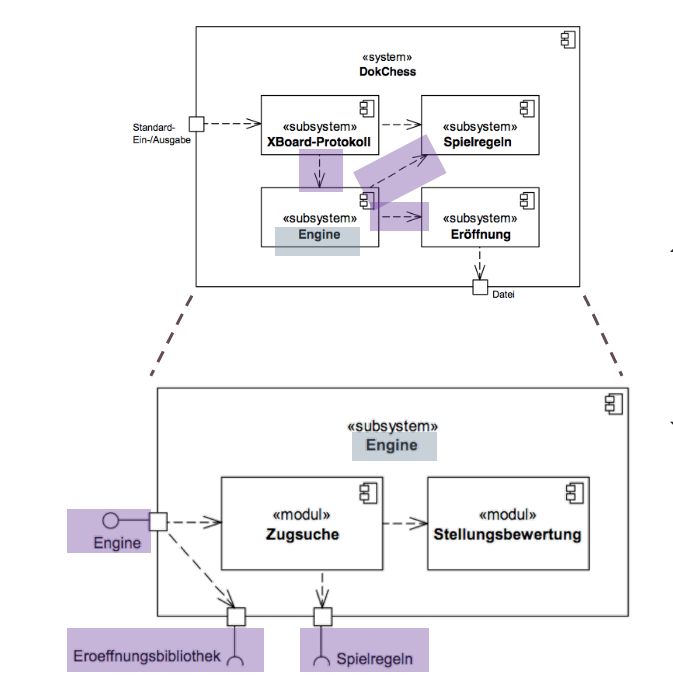 «system»
DokChess
Standard-
Ein-/Ausgabe
«subsystem»
XBoard-Protokoll
«subsystem»
Spielregeln
«subsystem»
Engine
«subsystem»
Eröffnung
Datei
«subsystem»
Engine
«modul»
Zugsuche
«modul»
Stellungsbewertung
Engine
Eroeffnungsbibliothek
Spielregeln